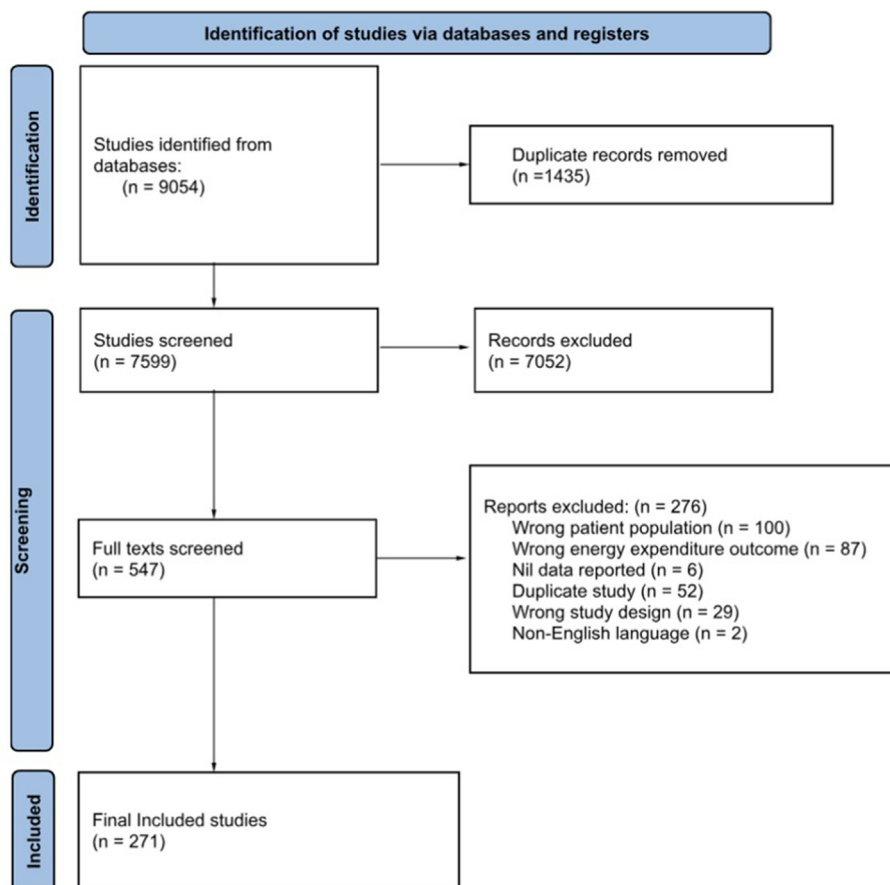 Identification of studies via databases and registers
Identification
Studies identified from
databases:
(n = 9054)
Duplicate records removed
(n =1435)
Screening
Studies screened
(n = 7599)
Records excluded
(n = 7052)
Full texts screened
(n = 547)
Reports excluded: (n = 276)
Wrong patient population (n = 100)
Wrong energy expenditure outcome (n = 87)
Nil data reported (n = 6)
Duplicate study (n = 52)
Wrong study design (n = 29)
Non-English language (n = 2)
Included
Final Included studies
(n = 271)